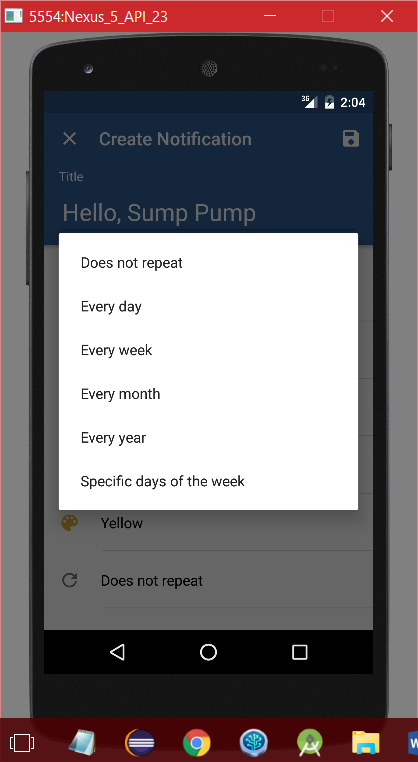 5554:Nexus_5_API_23
3G
2:04
Create Notification
Title
Hello, Sump Pump
Does not repeat
Every day
Every week
Every month
Every year
Specific days of the week
Yellow
Does not repeat
W